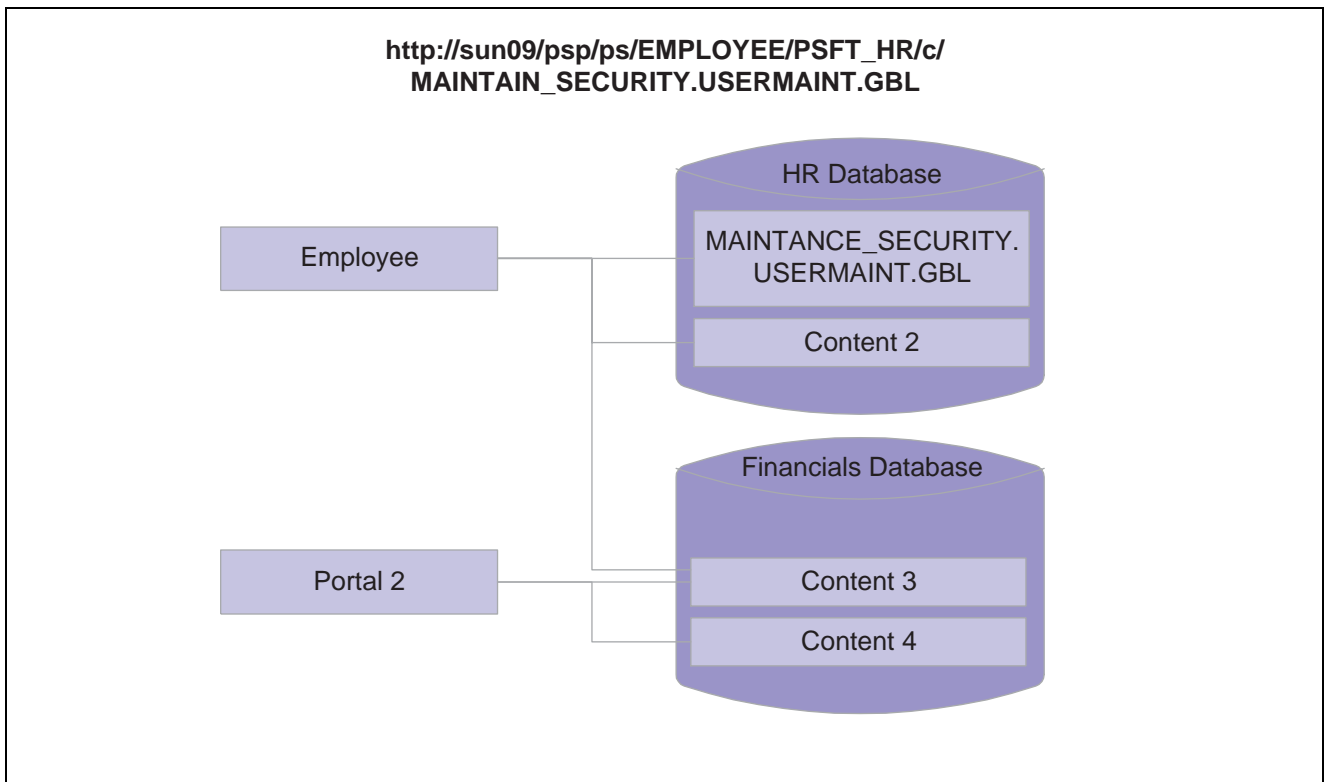 http://sun09/psp/ps/EMPLOYEE/PSFT_HR/c/
MAINTAIN_SECURITY.USERMAINT.GBL
HR Database
Employee
MAINTANCE_SECURITY.
USERMAINT.GBL
Content 2
Financials Database
Portal 2
Content 3
Content 4